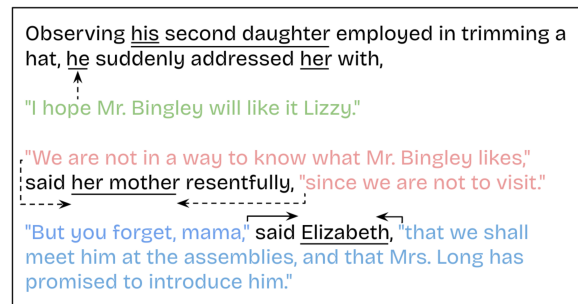 Observing his second daughter employed in trimming a
hat, he suddenly addressed her with,
"I hope Mr. Bingley will like it Lizzy."
"We are not in a way to know what Mr. Bingley likes,"
said her mother resentfully, "since we are not to visit."
"But you forget, mama," said Elizabeth, "that we shall
meet him at the assemblies, and that Mrs. Long has
promised to introduce him."